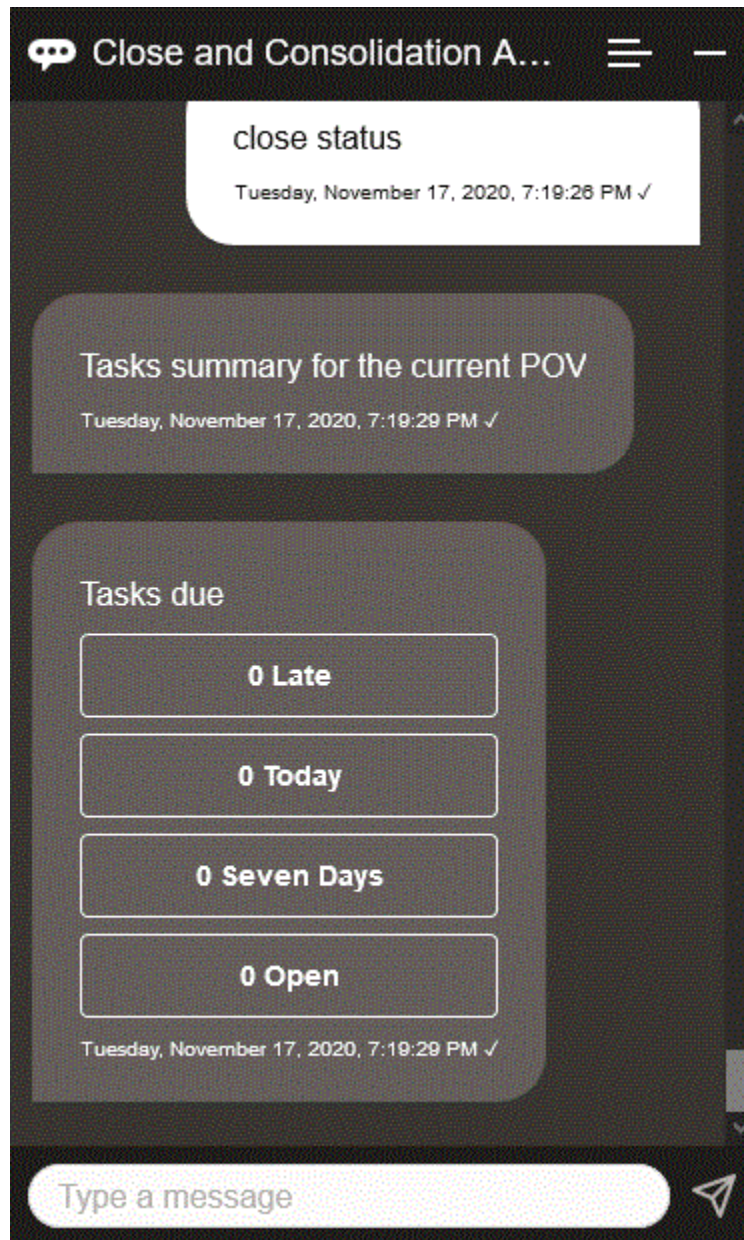 Close and Consolidation A...
close status
Tuesday, November 17, 2020, 7:19:26 PM ✓
Tasks summary for the current POV
Tuesday, November 17, 2020, 7:19:29 PM ✓
Tasks due
0 Late
0 Today
0 Seven Days
0 Open
Tuesday, November 17, 2020, 7:19:29 PM ✓
Type a message